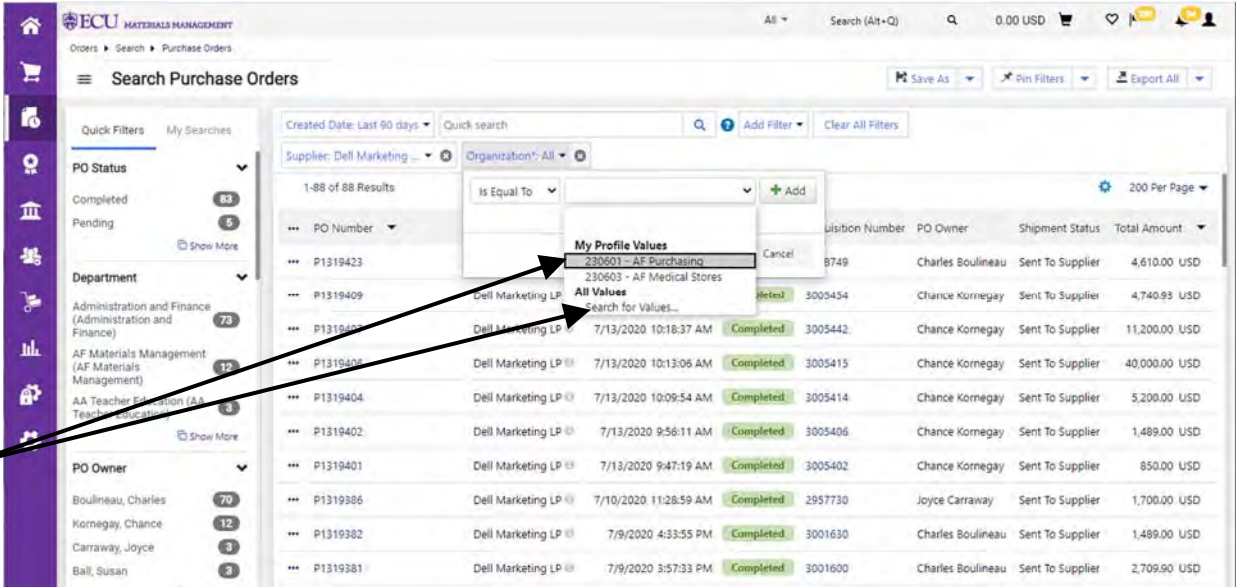 ECU MATERIALS MANAGEMENT
All
Search (Alt+Q)
0.00 USD
Orders ▸ Search ▸ Purchase Orders
Search Purchase Orders
Save As
Pin Filters
Export All
Quick Filters
My Searches
Created Date: Last 90 days
Quick search
Add Filter
Clear All Filters
Supplier: Dell Marketing ...
Organization*: All
PO Status
Completed 83
Pending 5
Show More
Department
Administration and Finance
(Administration and
Finance) 73
AF Materials Management
(AF Materials
Management) 12
AA Teacher Education (AA
Teacher Education) 3
Show More
PO Owner
Boulineau, Charles 70
Kornegay, Chance 12
Carraway, Joyce 3
Ball, Susan 3
1-88 of 88 Results
200 Per Page
Is Equal To
Add
My Profile Values
230601 - AF Purchasing
230603 - AF Medical Stores
All Values
Search for Values...
Cancel
PO Number
uisition Number PO Owner Shipment Status Total Amount
P1319423 8749 Charles Boulineau Sent To Supplier 4,610.00 USD
P1319409 Dell Marketing LP pleted 3005454 Chance Kornegay Sent To Supplier 4,740.93 USD
Dell Marketing LP 7/13/2020 10:18:37 AM Completed 3005442 Chance Kornegay Sent To Supplier 11,200.00 USD
P1319406 Dell Marketing LP 7/13/2020 10:13:06 AM Completed 3005415 Chance Kornegay Sent To Supplier 40,000.00 USD
P1319404 Dell Marketing LP 7/13/2020 10:09:54 AM Completed 3005414 Chance Kornegay Sent To Supplier 5,200.00 USD
P1319402 Dell Marketing LP 7/13/2020 9:56:11 AM Completed 3005406 Chance Kornegay Sent To Supplier 1,489.00 USD
P1319401 Dell Marketing LP 7/13/2020 9:47:19 AM Completed 3005402 Chance Kornegay Sent To Supplier 850.00 USD
P1319386 Dell Marketing LP 7/10/2020 11:28:59 AM Completed 2957730 Joyce Carraway Sent To Supplier 1,700.00 USD
P1319382 Dell Marketing LP 7/9/2020 4:33:55 PM Completed 3001630 Charles Boulineau Sent To Supplier 1,489.00 USD
P1319381 Dell Marketing LP 7/9/2020 3:57:33 PM Completed 3001600 Charles Boulineau Sent To Supplier 2,709.90 USD